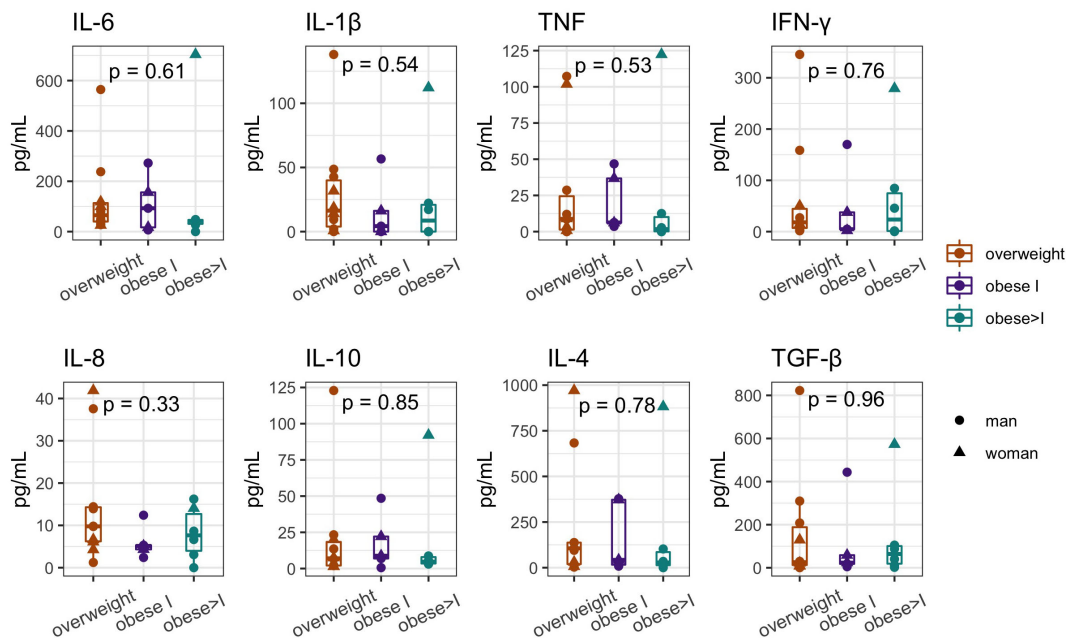 IL-6
IL-1β
TNF
IFN-γ
pg/mL
600
400
200
0
p = 0.61
overweight
obese I
obese>I
pg/mL
100
50
0
p = 0.54
overweight
obese I
obese>I
pg/mL
125
100
75
50
25
0
p = 0.53
overweight
obese I
obese>I
pg/mL
300
200
100
0
p = 0.76
overweight
obese I
obese>I
overweight
obese I
obese>I
IL-8
IL-10
IL-4
TGF-β
pg/mL
40
30
20
10
0
p = 0.33
overweight
obese I
obese>I
pg/mL
125
100
75
50
25
0
p = 0.85
overweight
obese I
obese>I
pg/mL
1000
750
500
250
0
p = 0.78
overweight
obese I
obese>I
pg/mL
800
600
400
200
0
p = 0.96
overweight
obese I
obese>I
man
woman